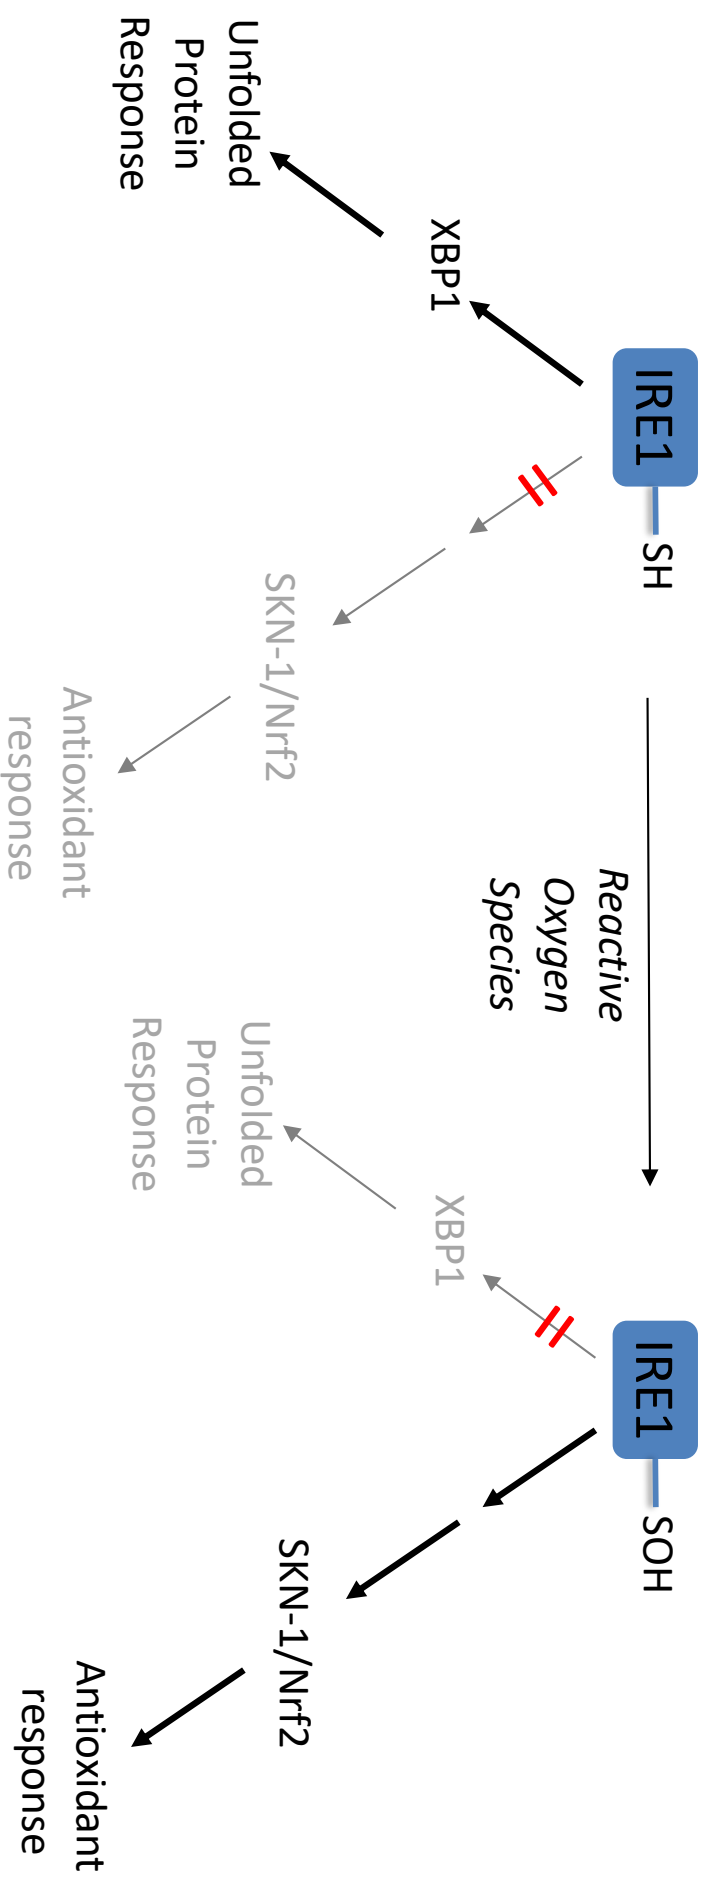 IRE1
SH
XBP1
Unfolded
Protein
Response
SKN-1/Nrf2
Antioxidant
response
Reactive
Oxygen
Species
IRE1
SOH
XBP1
Unfolded
Protein
Response
SKN-1/Nrf2
Antioxidant
response